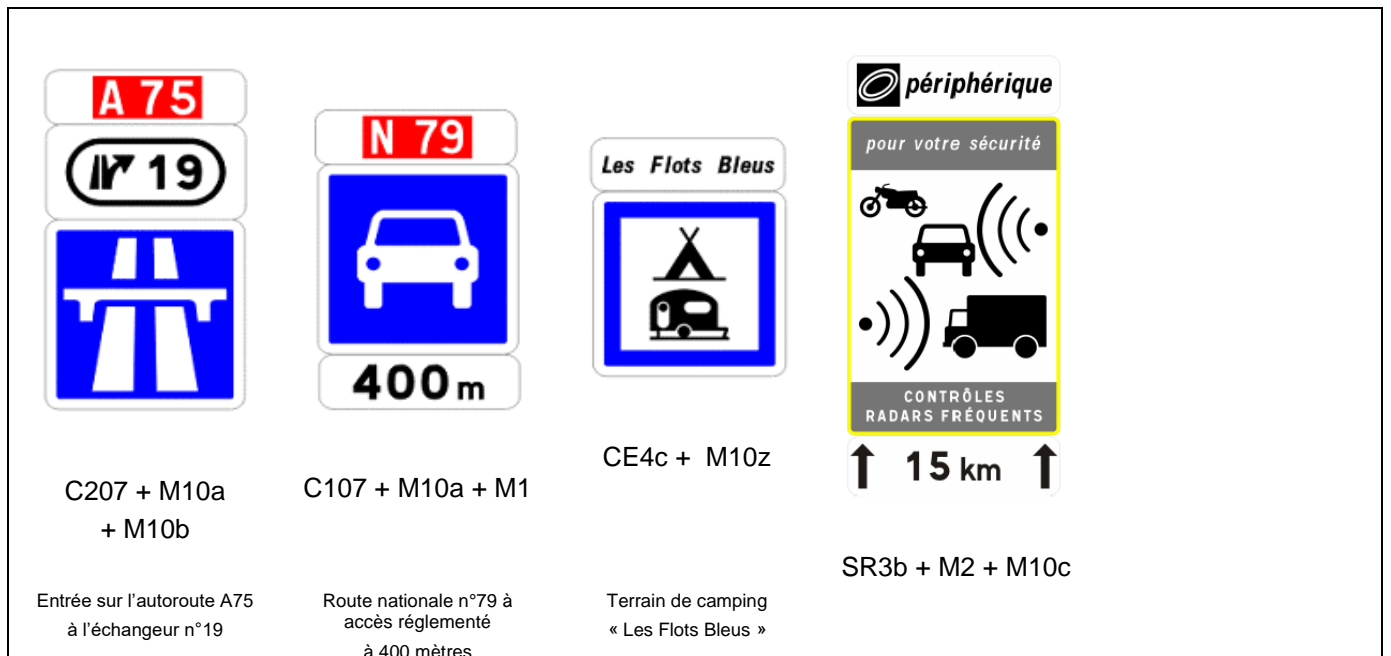 A 75
19
C207 + M10a
+ M10b
Entrée sur l'autoroute A75
à l'échangeur n°19
N 79
400 m
C107 + M10a + M1
Route nationale n°79 à
accès réglementé
à 400 mètres
Les Flots Bleus
CE4c + M10z
Terrain de camping
« Les Flots Bleus »
périphérique
pour votre sécurité
CONTRÔLES
RADARS FRÉQUENTS
15 km
SR3b + M2 + M10c